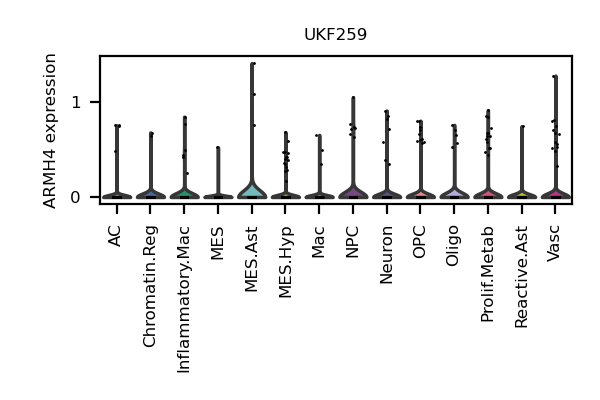 UKF259
ARMH4 expression
1
0
AC
Chromatin.Reg
Inflammatory.Mac
MES
MES.Ast
MES.Hyp
Mac
NPC
Neuron
OPC
Oligo
Prolif.Metab
Reactive.Ast
Vasc